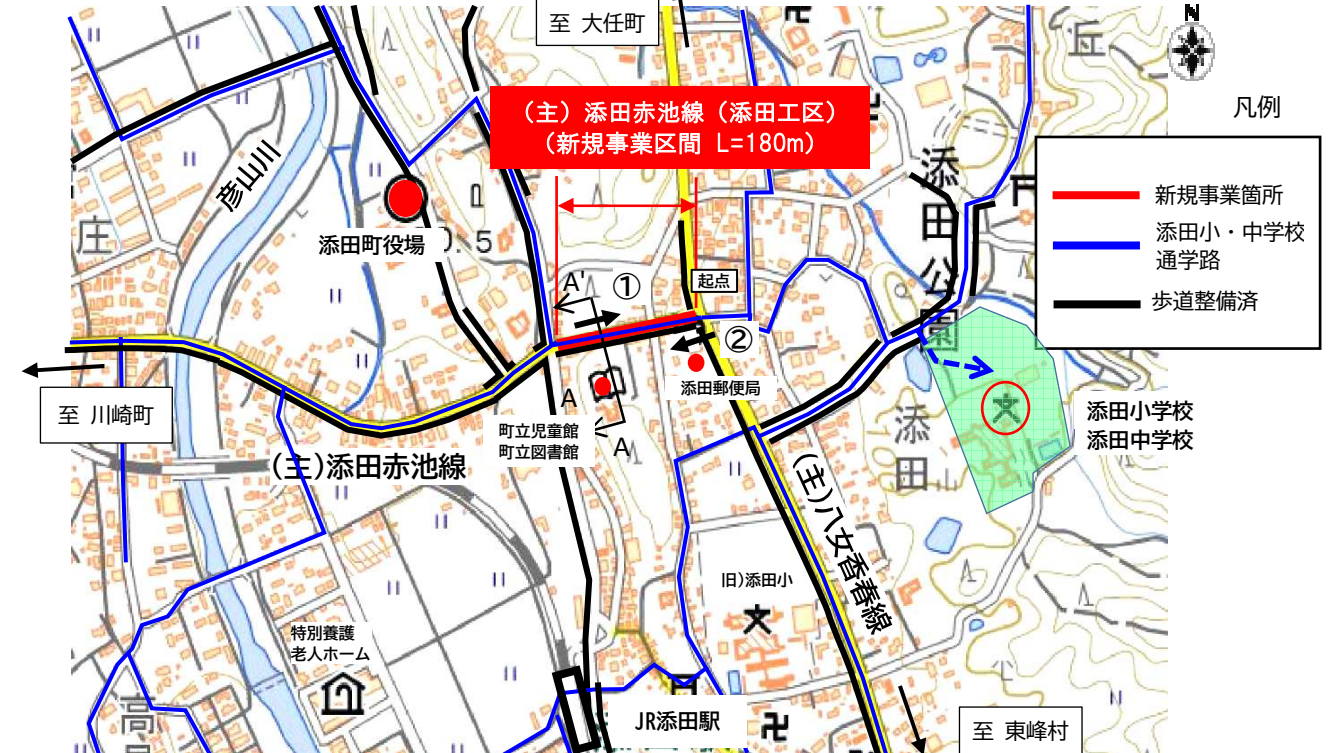 至 大任町
N
凡例
(主) 添田赤池線 (添田工区)
(新規事業区間 L=180m)
新規事業箇所
添田小・中学校
通学路
歩道整備済
丘
彦山川
庄
添田町役場
.5
添田公園
A'
①
起点
②
添田郵便局
至 川崎町
A
町立児童館
町立図書館
A
添田
文
添田小学校
添田中学校
(主)添田赤池線
(主)八女香春線
旧)添田小
文
特別養護
老人ホーム
高
JR添田駅
至 東峰村